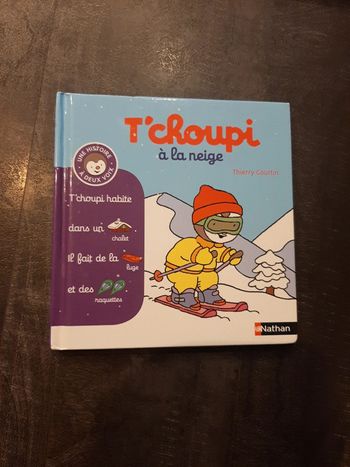 T'choupi
à la neige
Thierry Courtin
UNE HISTOIRE
À DEUX VOIX
T'choupi habite
dans un
chalet
Il fait de la
luge
et des
raquettes
Nathan